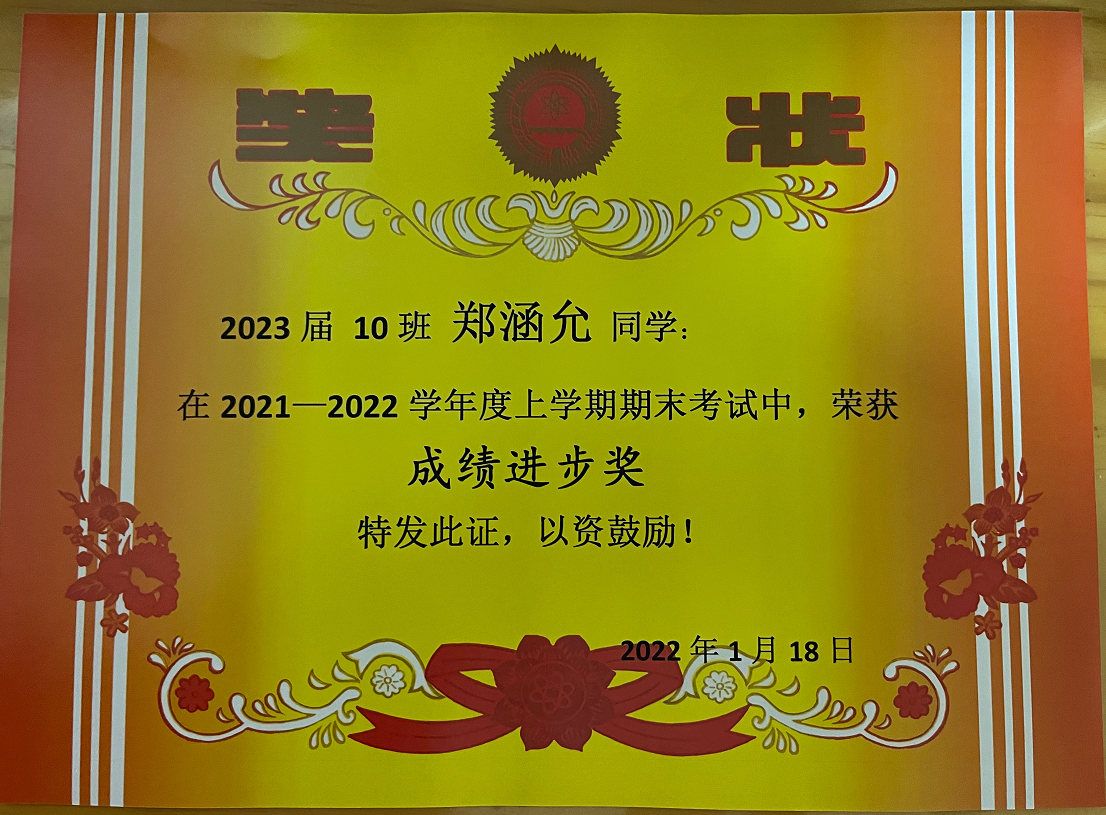 奖状
2023 届 10 班 郑涵允 同学：
在 2021—2022 学年度上学期期末考试中，荣获
成绩进步奖
特发此证，以资鼓励！
2022 年 1 月 18 日